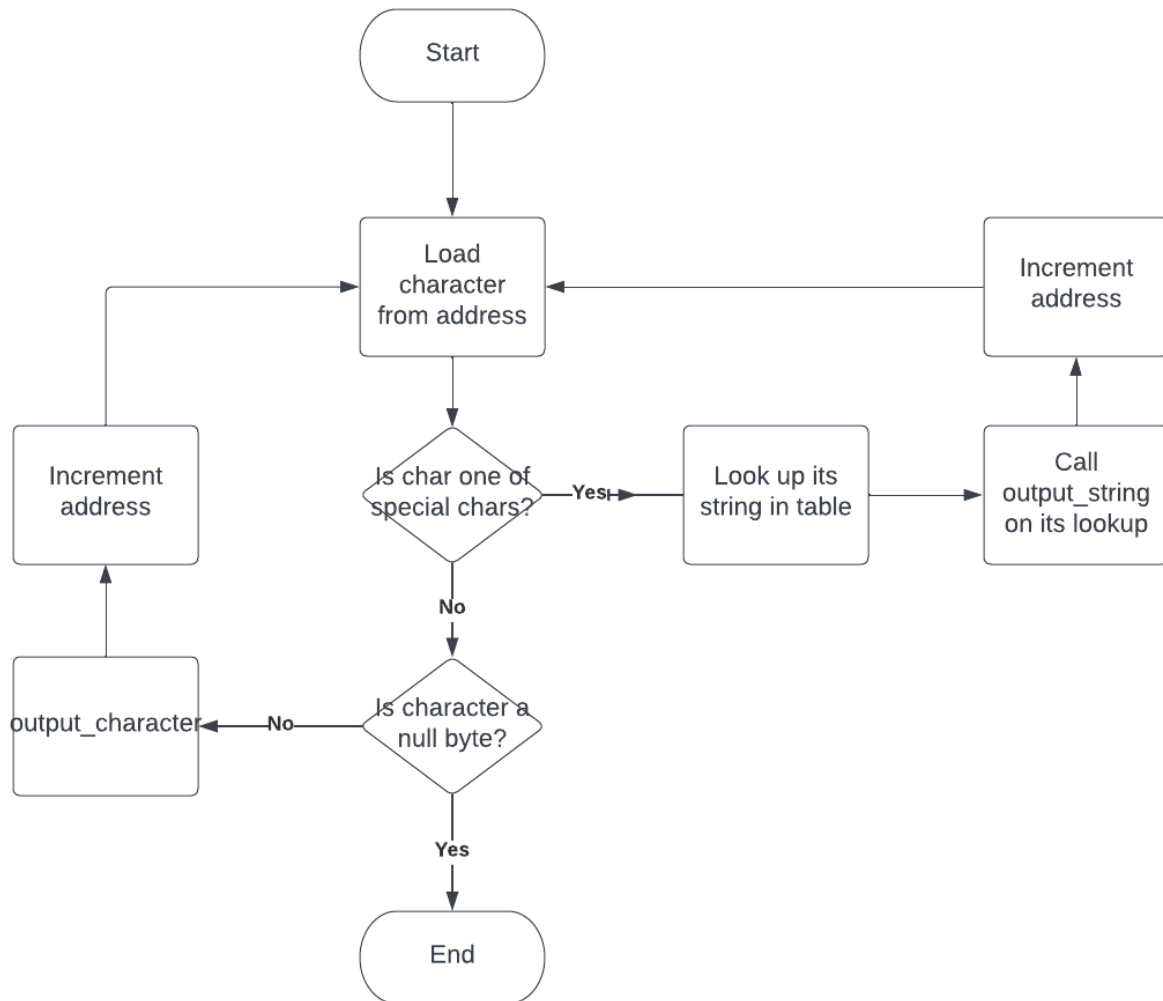 Start
Load
character
from address
Increment
address
Increment
address
Is char one of
special chars?
Yes
Look up its
string in table
Call
output_string
on its lookup
No
output_character
No
Is character a
null byte?
Yes
End